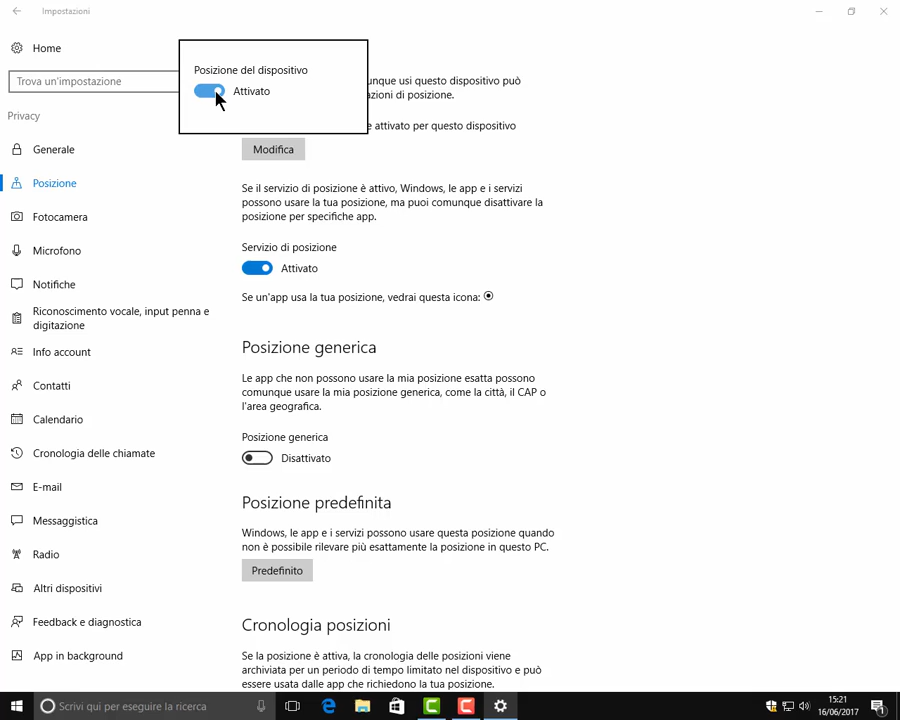 Impostazioni
Home
Trova un'impostazione
Privacy
Generale
Posizione
Fotocamera
Microfono
Notifiche
Riconoscimento vocale, input penna e
digitazione
Info account
Contatti
Calendario
Cronologia delle chiamate
E-mail
Messaggistica
Radio
Altri dispositivi
Feedback e diagnostica
App in background
Posizione del dispositivo
Attivato
unque usi questo dispositivo può
azioni di posizione.
e attivato per questo dispositivo
Modifica
Se il servizio di posizione è attivo, Windows, le app e i servizi
possono usare la tua posizione, ma puoi comunque disattivare la
posizione per specifiche app.
Servizio di posizione
Attivato
Se un'app usa la tua posizione, vedrai questa icona:
Posizione generica
Le app che non possono usare la mia posizione esatta possono
comunque usare la mia posizione generica, come la città, il CAP o
l'area geografica.
Posizione generica
Disattivato
Posizione predefinita
Windows, le app e i servizi possono usare questa posizione quando
non è possibile rilevare più esattamente la posizione in questo PC.
Predefinito
Cronologia posizioni
Se la posizione è attiva, la cronologia delle posizioni viene
archiviata per un periodo di tempo limitato nel dispositivo e può
essere usata dalle app che richiedono la tua posizione.
Scrivi qui per eseguire la ricerca
15:21
16/06/2017
1